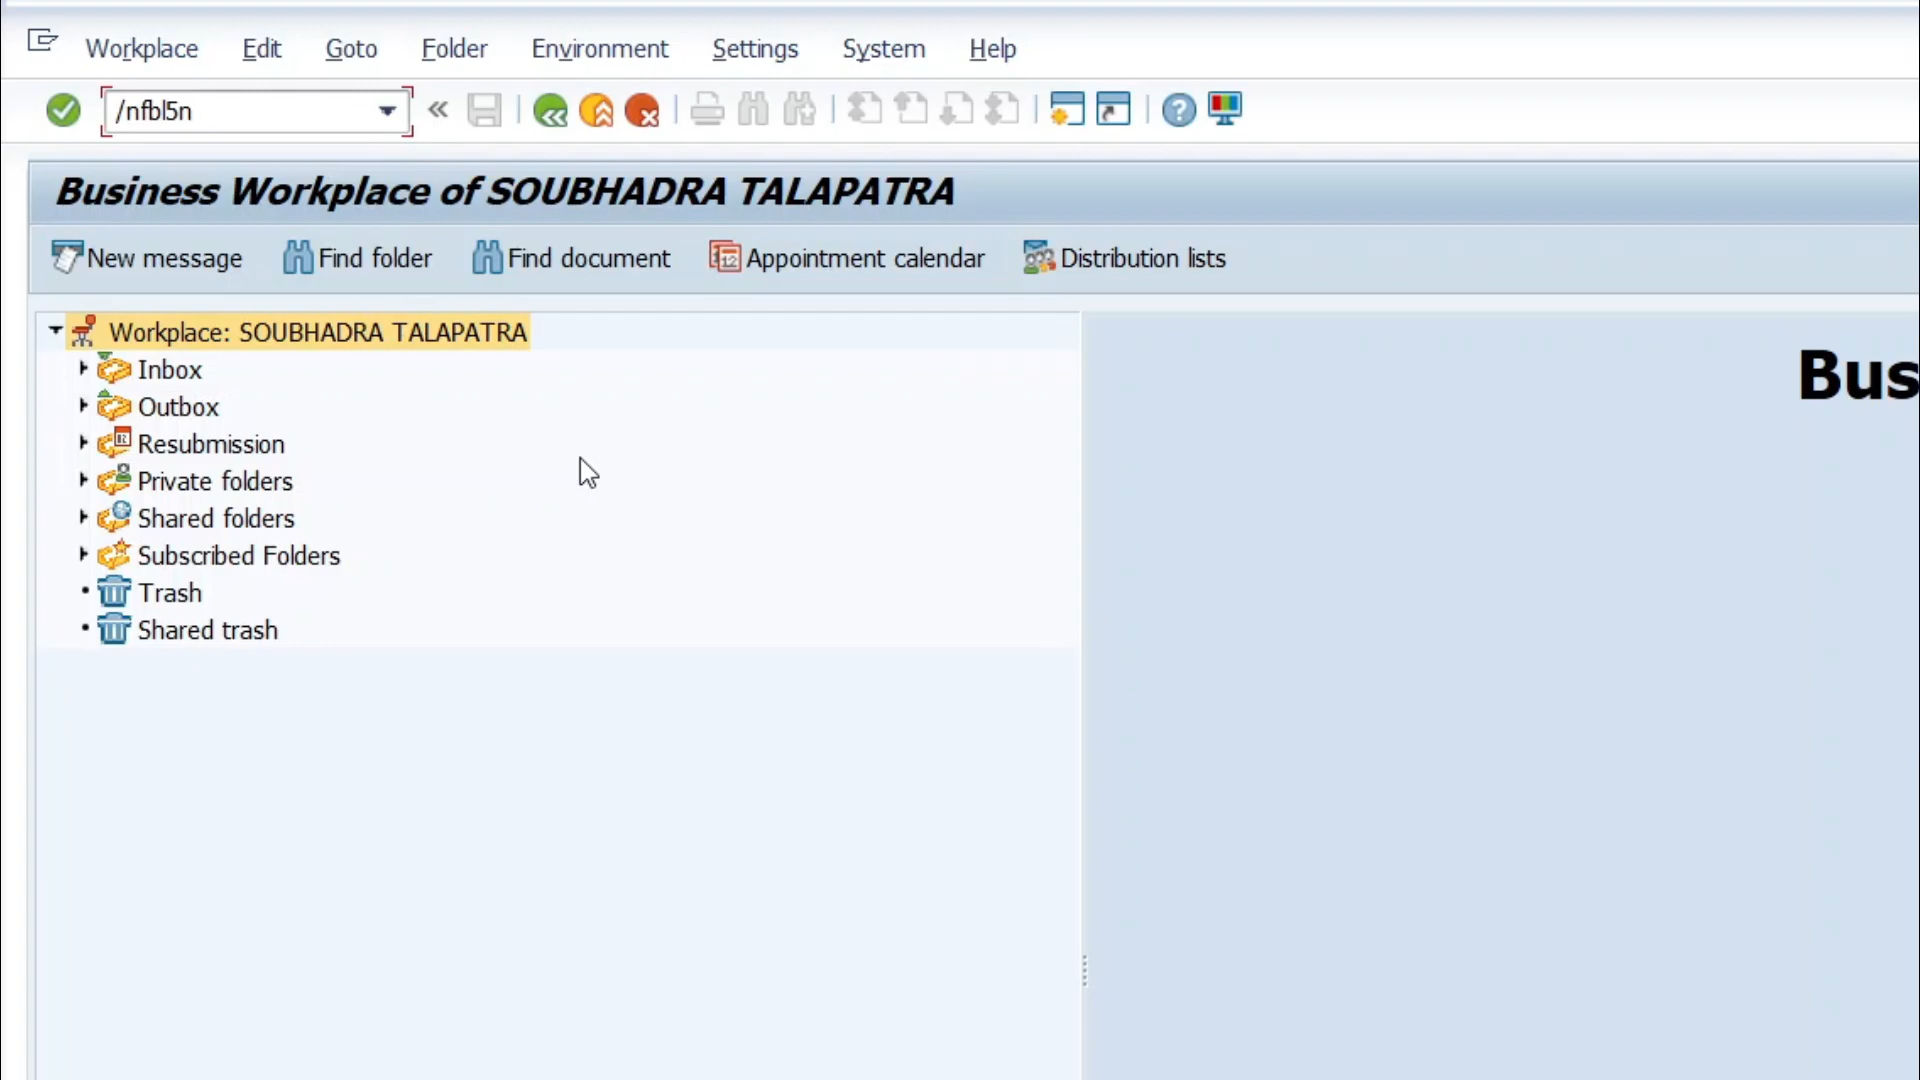 Workplace Edit Goto Folder Environment Settings System Help
/nfbl5n
Business Workplace of SOUBHADRA TALAPATRA
New message Find folder Find document Appointment calendar Distribution lists
Workplace: SOUBHADRA TALAPATRA
Inbox
Outbox
Resubmission
Private folders
Shared folders
Subscribed Folders
Trash
Shared trash
Bus